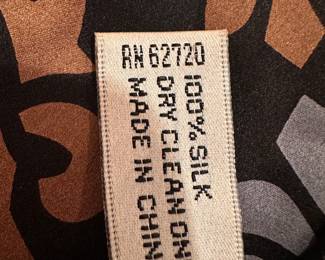 RN 62720
100% SILK
DRY CLEAN ON
MADE IN CHIN